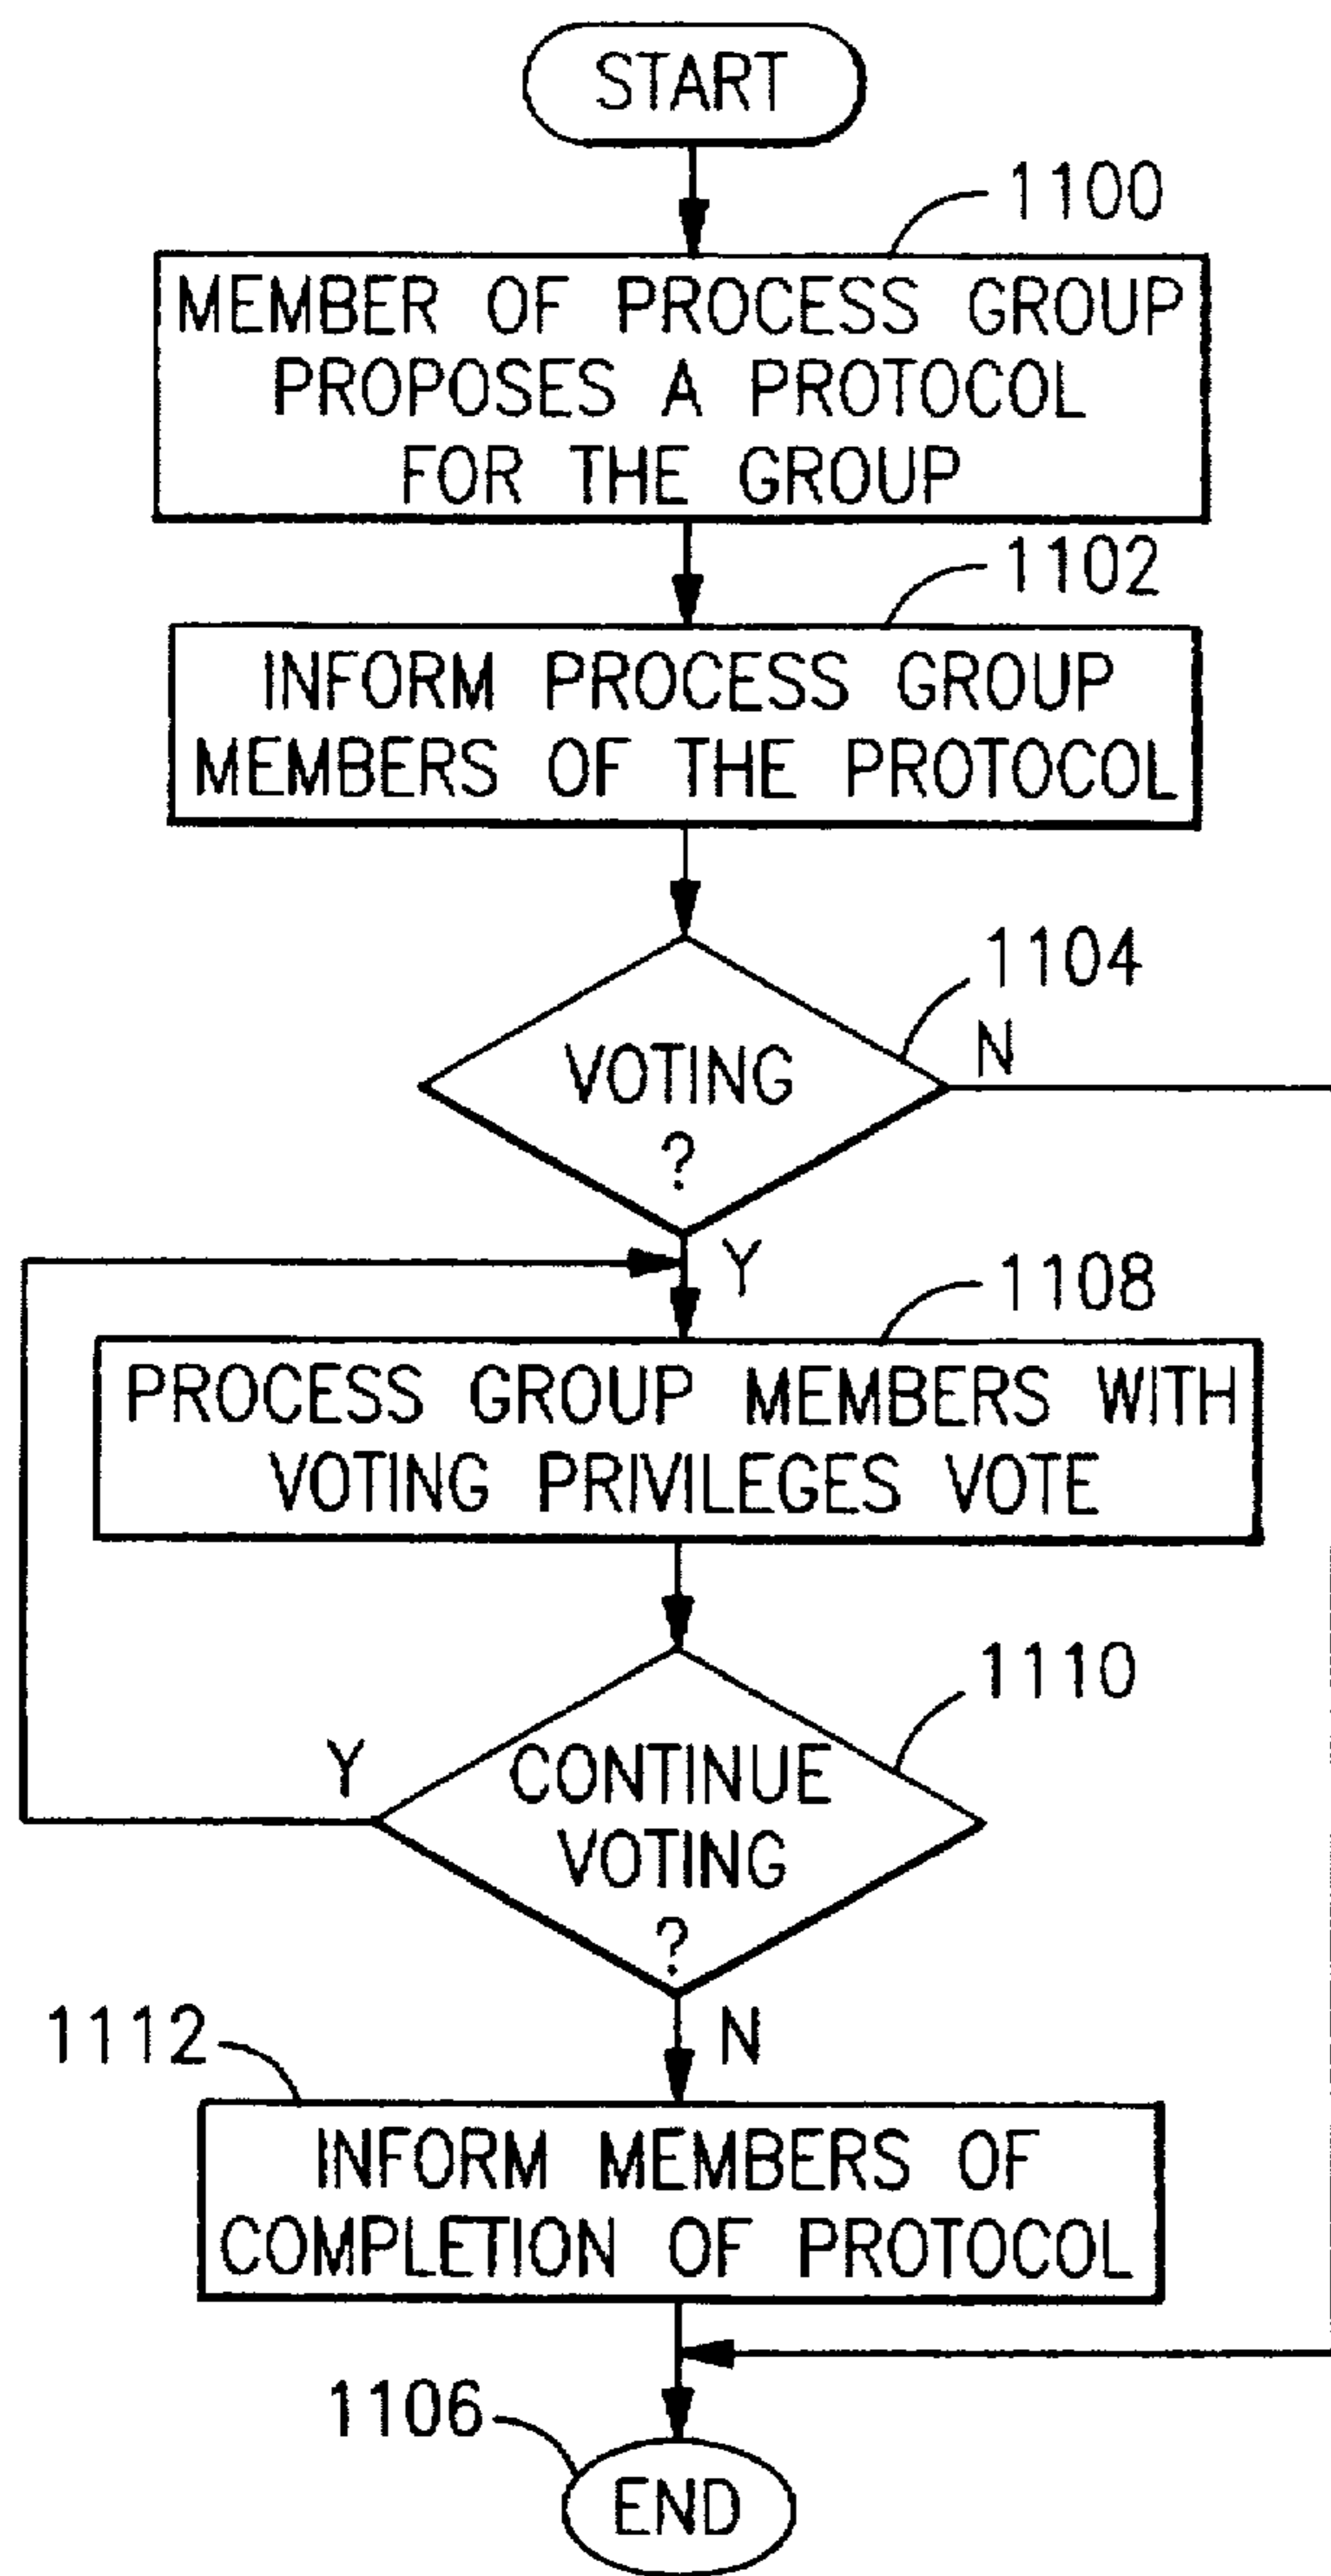 START
1100
MEMBER OF PROCESS GROUP
PROPOSES A PROTOCOL
FOR THE GROUP
1102
INFORM PROCESS GROUP
MEMBERS OF THE PROTOCOL
1104
VOTING
?
N
Y
1108
PROCESS GROUP MEMBERS WITH
VOTING PRIVILEGES VOTE
1110
Y
CONTINUE
VOTING
?
N
1112
INFORM MEMBERS OF
COMPLETION OF PROTOCOL
1106
END